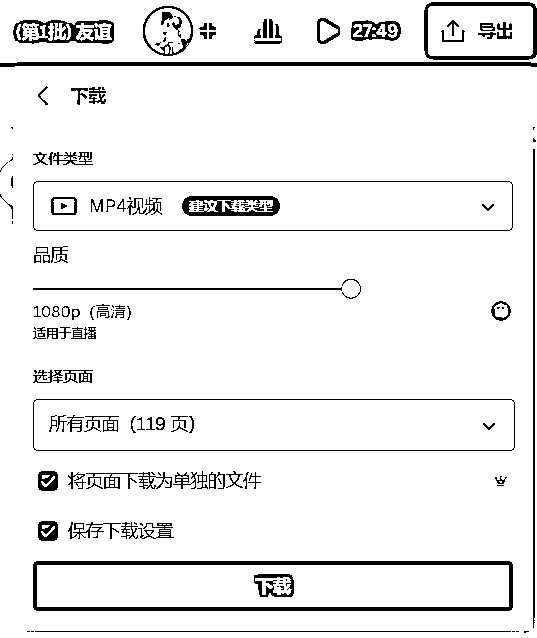 (第1批) 友谊
27:49
导出
下载
文件类型
MP4视频 建议下载类型
品质
1080p (高清)
适用于直播
选择页面
所有页面 (119 页)
将页面下载为单独的文件
保存下载设置
下载